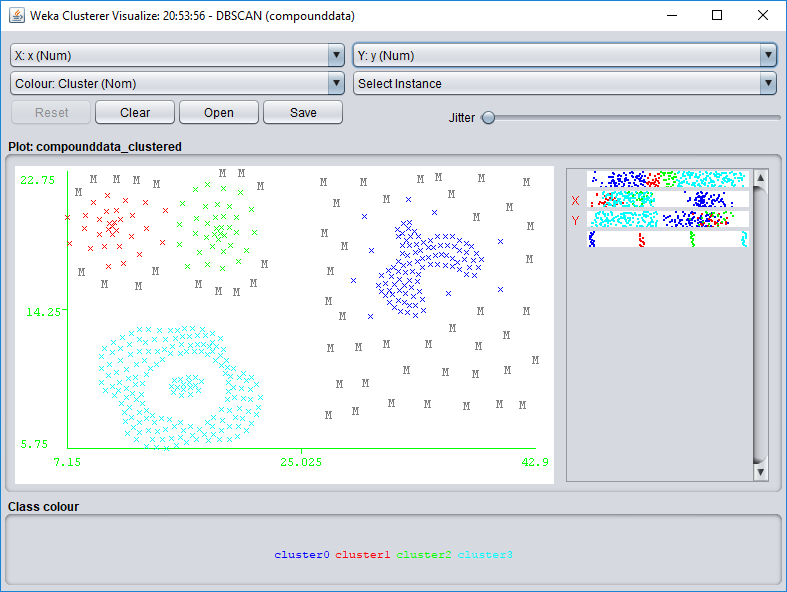 Weka Clusterer Visualize: 20:53:56 - DBSCAN (compounddata)
X: x (Num) Y: y (Num)
Colour: Cluster (Nom) Select Instance
Reset Clear Open Save Jitter
Plot: compounddata_clustered
22.75
14.25
5.75
7.15 25.025 42.9
X
Y
Class colour
cluster0 cluster1 cluster2 cluster3